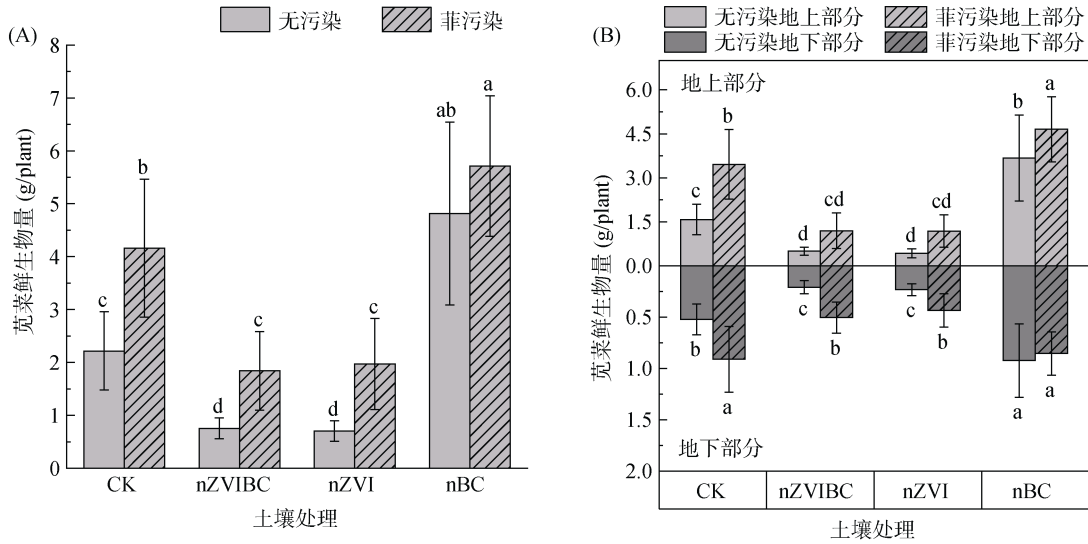 (A)
无污染 菲污染
苋菜鲜生物量 (g/plant)
8
7
6
5
4
3
2
1
0
c b d c d c ab a
CK nZVIBC nZVI nBC
土壤处理
(B)
无污染地上部分 菲污染地上部分
无污染地下部分 菲污染地下部分
地上部分
苋菜鲜生物量 (g/plant)
6.0
4.5
3.0
1.5
0.0
0.5
1.0
1.5
2.0
c b d cd d cd b a
b a c b c b a a
地下部分
CK nZVIBC nZVI nBC
土壤处理